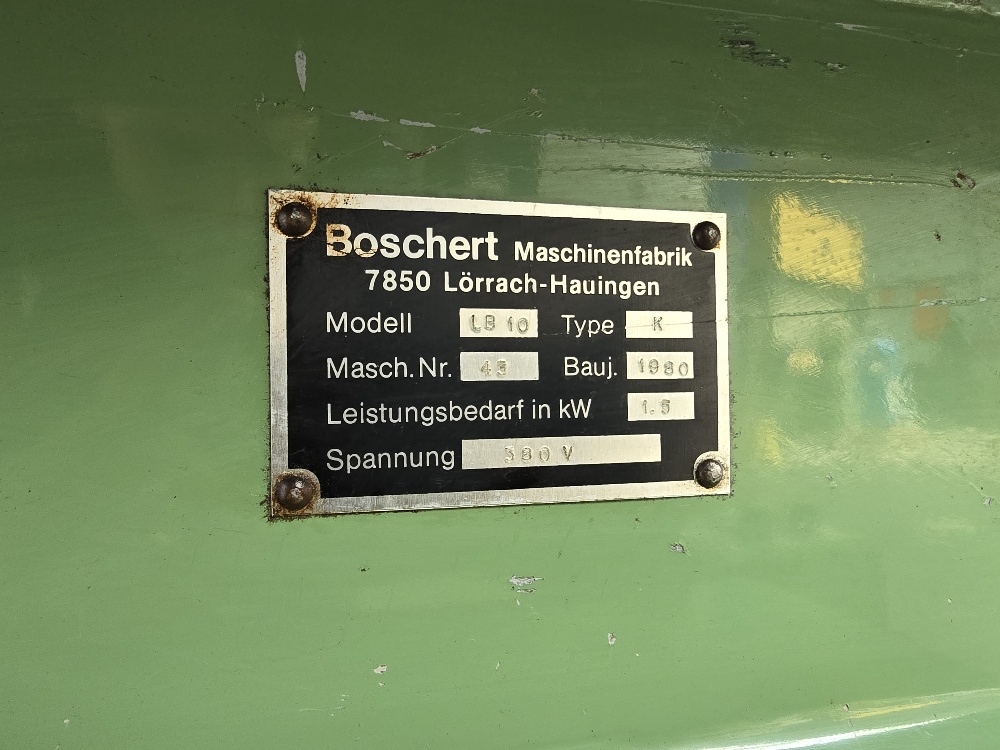 Boschert Maschinenfabrik
7850 Lörrach-Hauingen
Modell LB 10 Type K
Masch. Nr. 45 Bauj. 1980
Leistungsbedarf in kW 1.5
Spannung 380 V